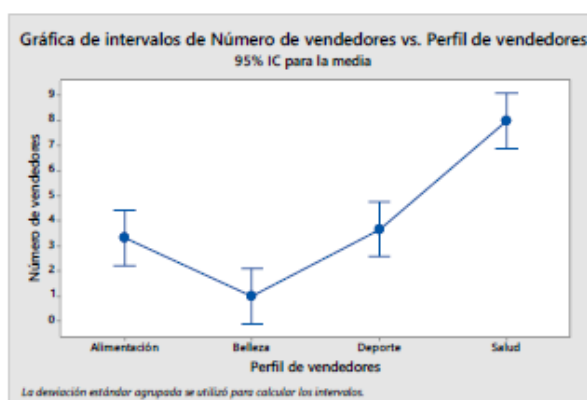 Gráfica de intervalos de Número de vendedores vs. Perfil de vendedores
95% IC para la media
Número de vendedores
9
8
7
6
5
4
3
2
1
0
Alimentación Belleza Deporte Salud
Perfil de vendedores
La desviación estándar agrupada se utilizó para calcular los intervalos.